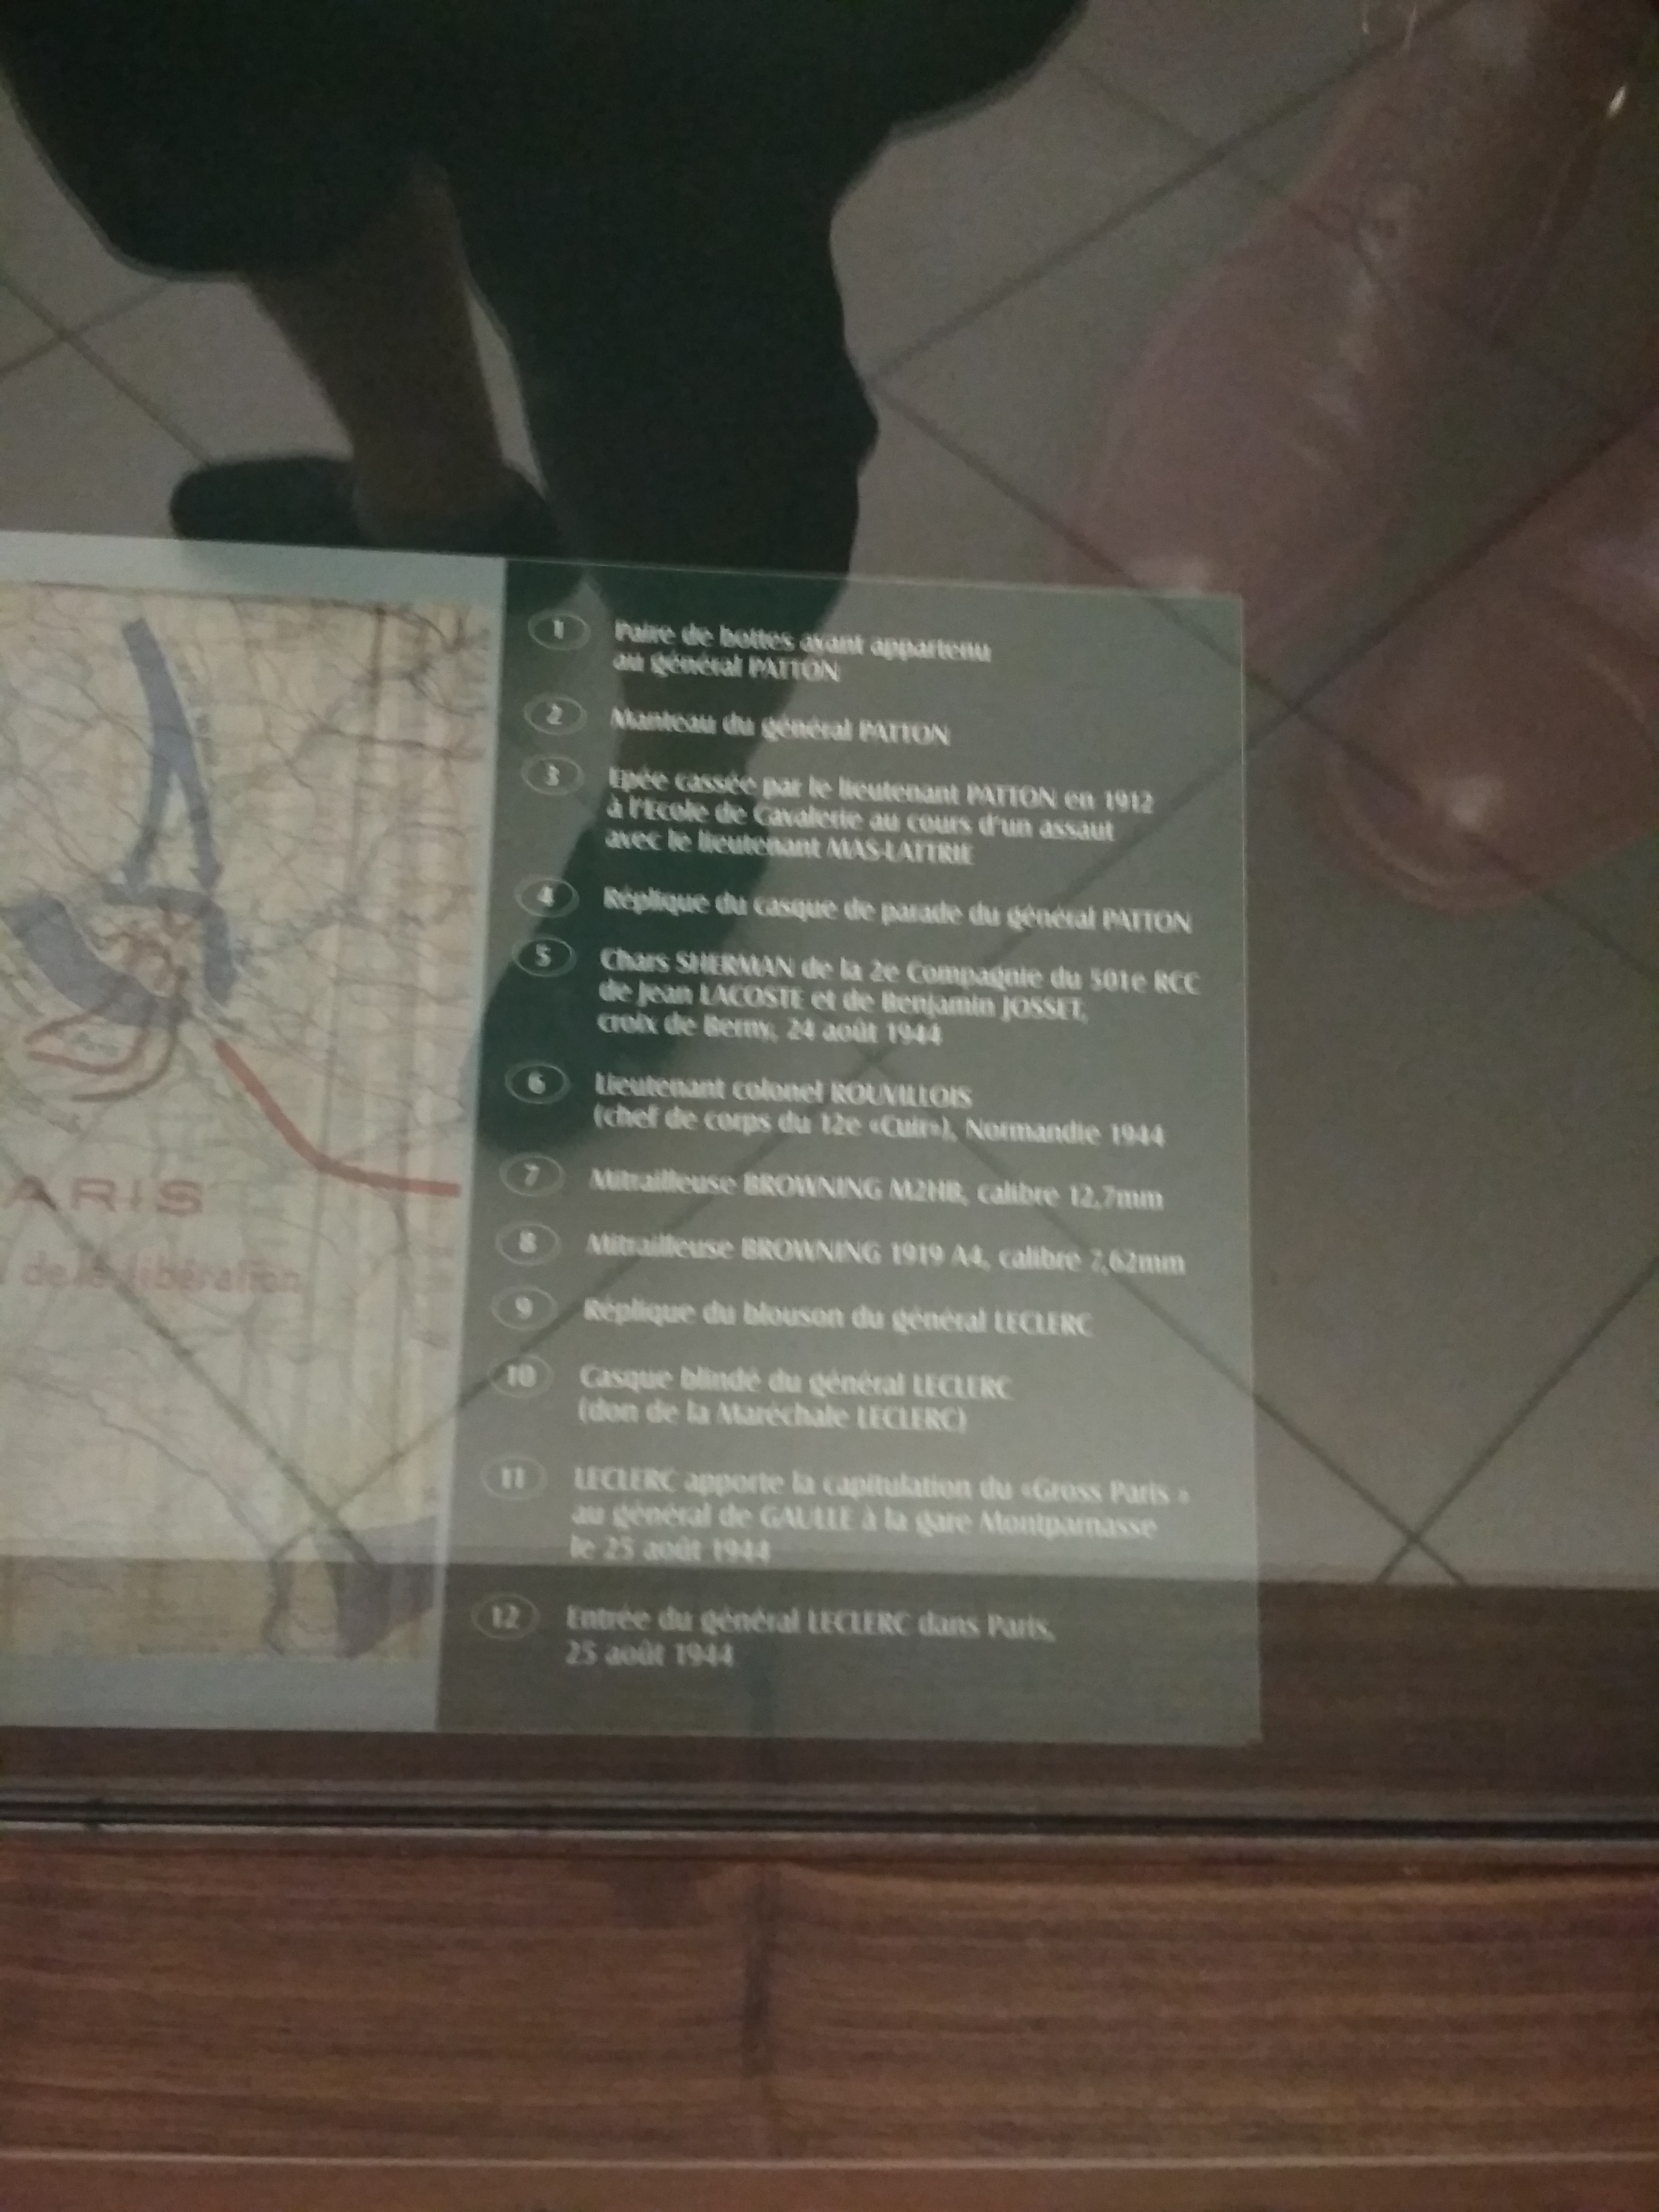 ARIS
de la libération
1 Paire de bottes ayant appartenu
au général PATTON
2 Manteau du général PATTON
3 Epée cassée par le lieutenant PATTON en 1912
à l'Ecole de Cavalerie au cours d'un assaut
avec le lieutenant MAS-LATTRIE
4 Réplique du casque de parade du général PATTON
5 Chars SHERMAN de la 2e Compagnie du 501e RCC
de Jean LACOSTE et de Benjamin JOSSET,
croix de Berny, 24 août 1944
6 Lieutenant colonel ROUVILLOIS
(chef de corps du 12e «Cuir»), Normandie 1944
7 Mitrailleuse BROWNING M2HB, calibre 12,7mm
8 Mitrailleuse BROWNING 1919 A4, calibre 7,62mm
9 Réplique du blouson du général LECLERC
10 Casque blindé du général LECLERC
(don de la Maréchale LECLERC)
11 LECLERC apporte la capitulation du «Gross Paris »
au général de GAULLE à la gare Montparnasse
le 25 août 1944
12 Entrée du général LECLERC dans Paris,
25 août 1944